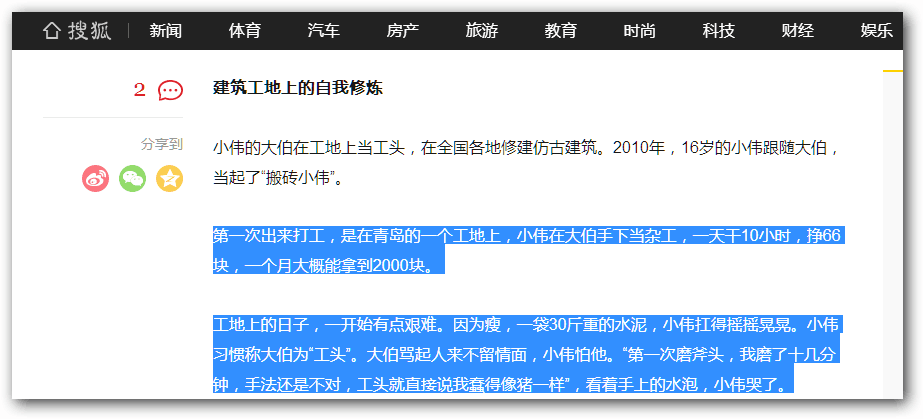 搜狐 新闻 体育 汽车 房产 旅游 教育 时尚 科技 财经 娱乐
2
分享到
建筑工地上的自我修炼
小伟的大伯在工地上当工头，在全国各地修建仿古建筑。2010年，16岁的小伟跟随大伯，
当起了“搬砖小伟”。
第一次出来打工，是在青岛的一个工地上，小伟在大伯手下当杂工，一天干10小时，挣66
块，一个月大概能拿到2000块。
工地上的日子，一开始有点艰难。因为瘦，一袋30斤重的水泥，小伟扛得摇摇晃晃。小伟
习惯称大伯为“工头”。大伯骂起人来不留情面，小伟怕他。“第一次磨斧头，我磨了十几分
钟，手法还是不对，工头就直接说我蠢得像猪一样”，看着手上的水泡，小伟哭了。